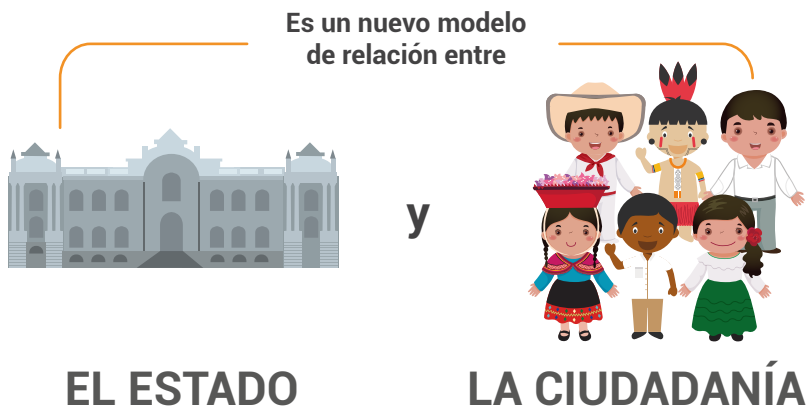 Es un nuevo modelo
de relación entre
y
EL ESTADO
LA CIUDADANÍA